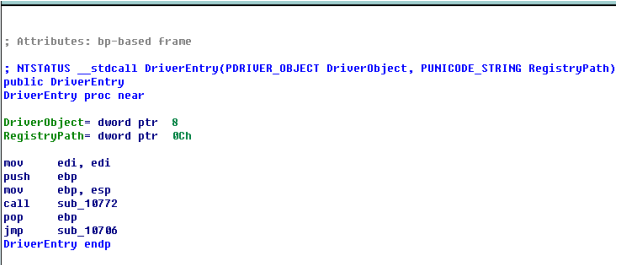 ; Attributes: bp-based frame
; NTSTATUS __stdcall DriverEntry(PDRIVER_OBJECT DriverObject, PUNICODE_STRING RegistryPath)
public DriverEntry
DriverEntry proc near
DriverObject= dword ptr  8
RegistryPath= dword ptr  0Ch
mov     edi, edi
push    ebp
mov     ebp, esp
call    sub_10772
pop     ebp
jmp     sub_10706
DriverEntry endp